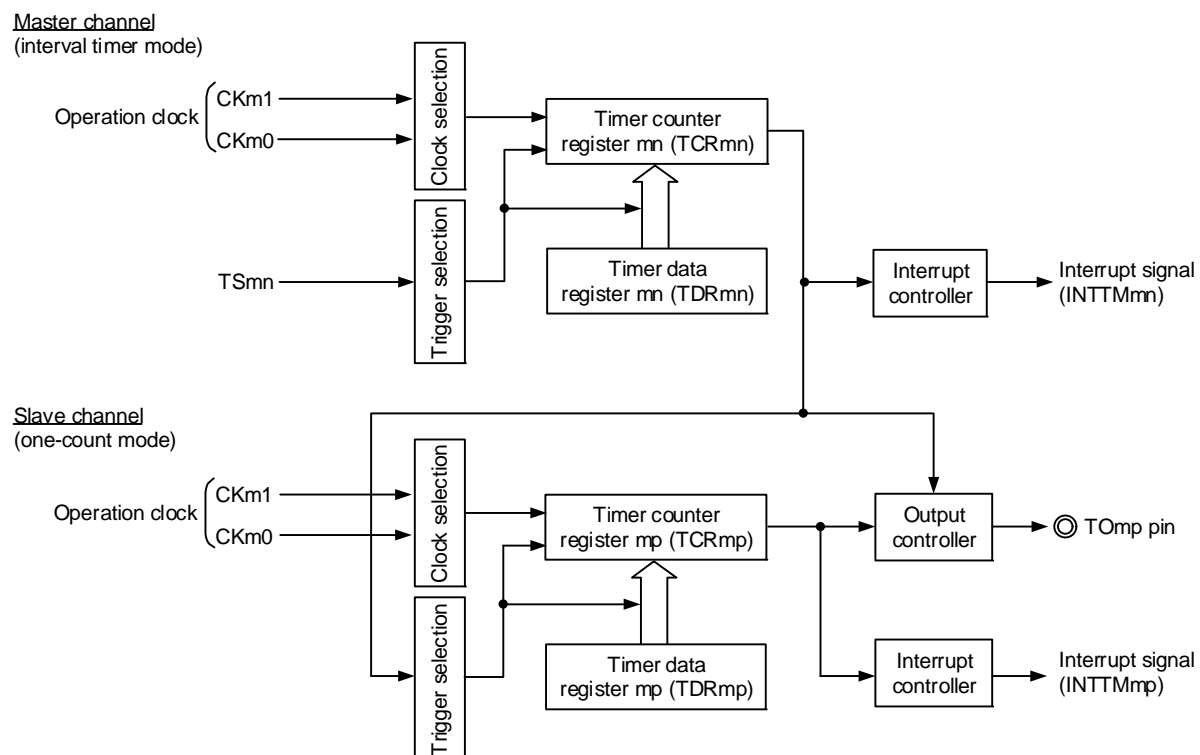 Master channel
(interval timer mode)
Operation clock
CKm1
CKm0
Clock selection
Timer counter
register mn (TCRmn)
TSmn
Trigger selection
Timer data
register mn (TDRmn)
Interrupt
controller
Interrupt signal
(INTTMmn)
Slave channel
(one-count mode)
Operation clock
CKm1
CKm0
Clock selection
Timer counter
register mp (TCRmp)
Output
controller
TOmp pin
Trigger selection
Timer data
register mp (TDRmp)
Interrupt
controller
Interrupt signal
(INTTMmp)